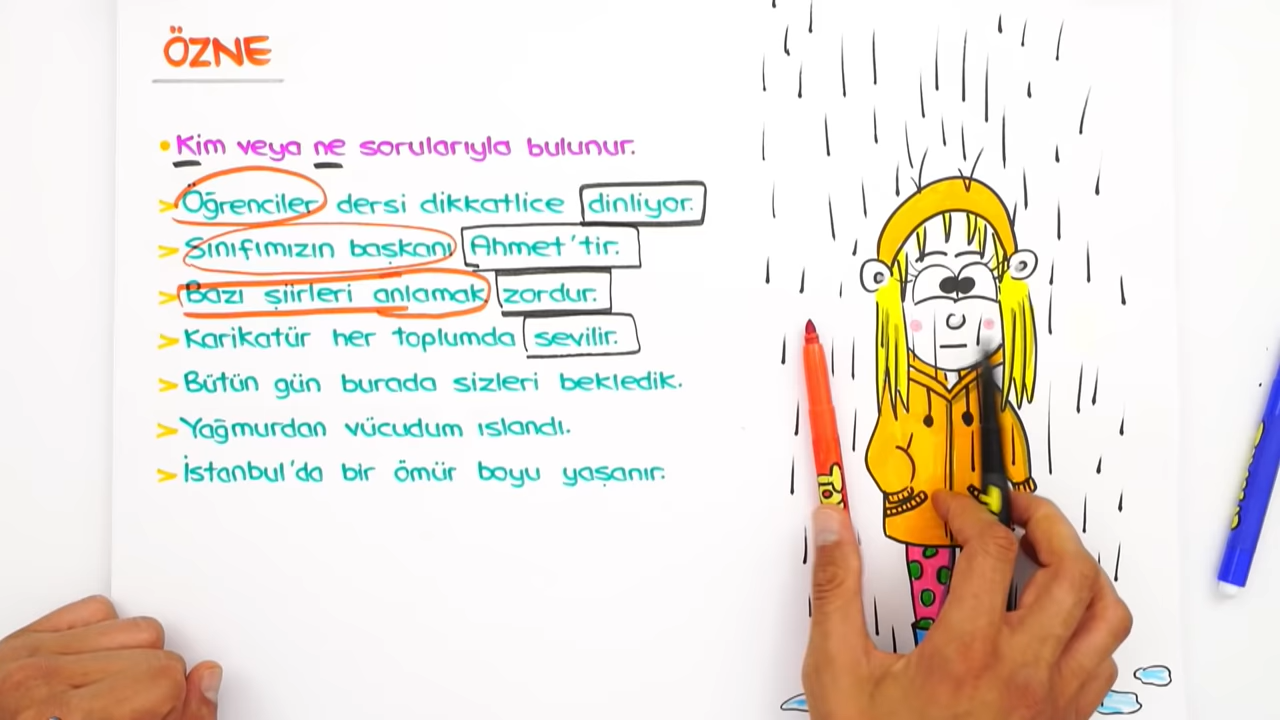 ÖZNE
• Kim veya ne sorularıyla bulunur.
> Öğrenciler dersi dikkatlice dinliyor.
> Sınıfımızın başkanı Ahmet'tir.
> Bazı şiirleri anlamak zordur.
> Karikatür her toplumda sevilir.
> Bütün gün burada sizleri bekledik.
> Yağmurdan vücudum ıslandı.
> İstanbul'da bir ömür boyu yaşanır.